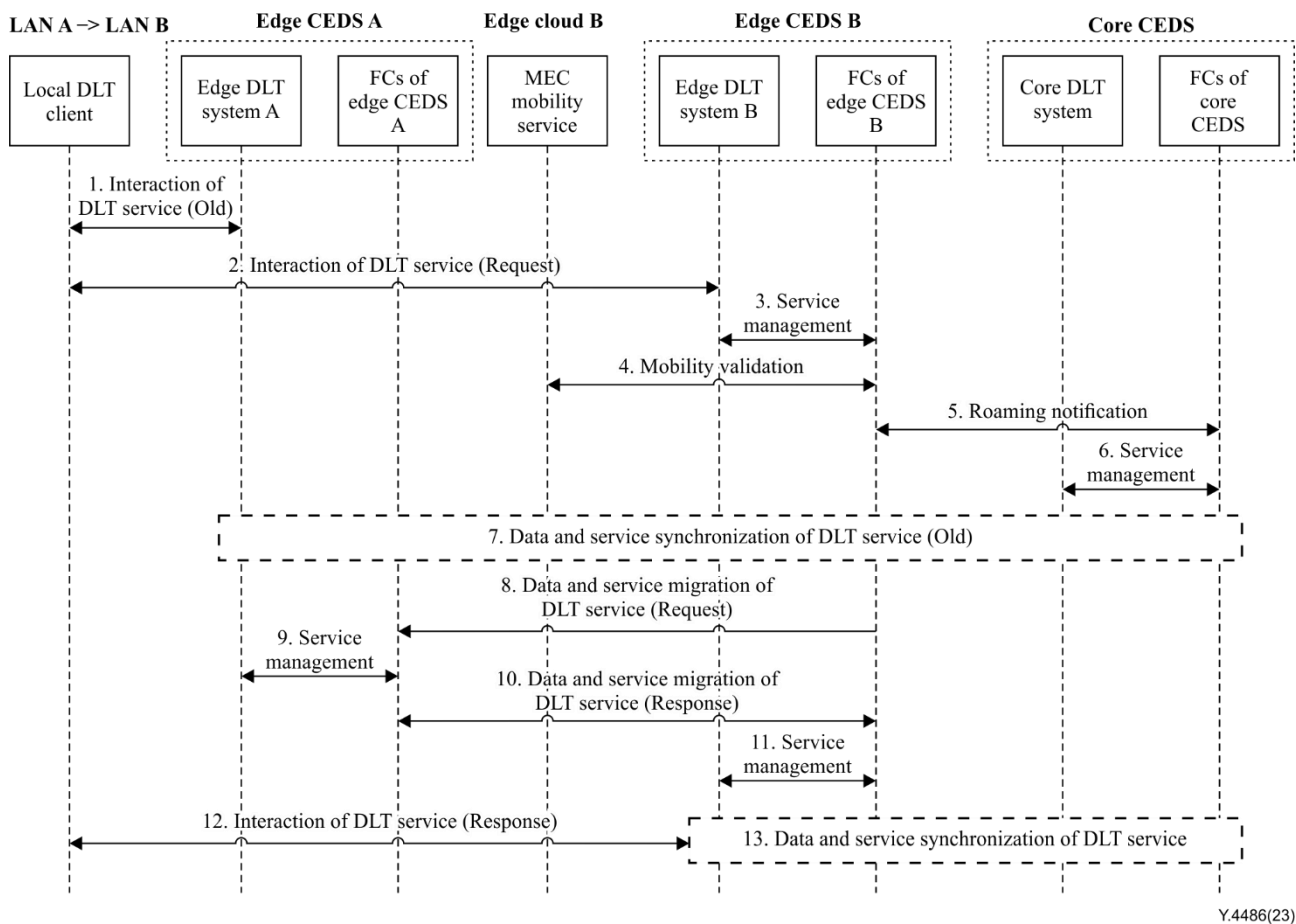 LAN A –> LAN B
Edge CEDS A
Edge cloud B
Edge CEDS B
Core CEDS
Local DLT
client
Edge DLT
system A
FCs of
edge CEDS
A
MEC
mobility
service
Edge DLT
system B
FCs of
edge CEDS
B
Core DLT
system
FCs of
core
CEDS
1. Interaction of
DLT service (Old)
2. Interaction of DLT service (Request)
3. Service
management
4. Mobility validation
5. Roaming notification
6. Service
management
7. Data and service synchronization of DLT service (Old)
8. Data and service migration of
DLT service (Request)
9. Service
management
10. Data and service migration of
DLT service (Response)
11. Service
management
12. Interaction of DLT service (Response)
13. Data and service synchronization of DLT service
Y.4486(23)